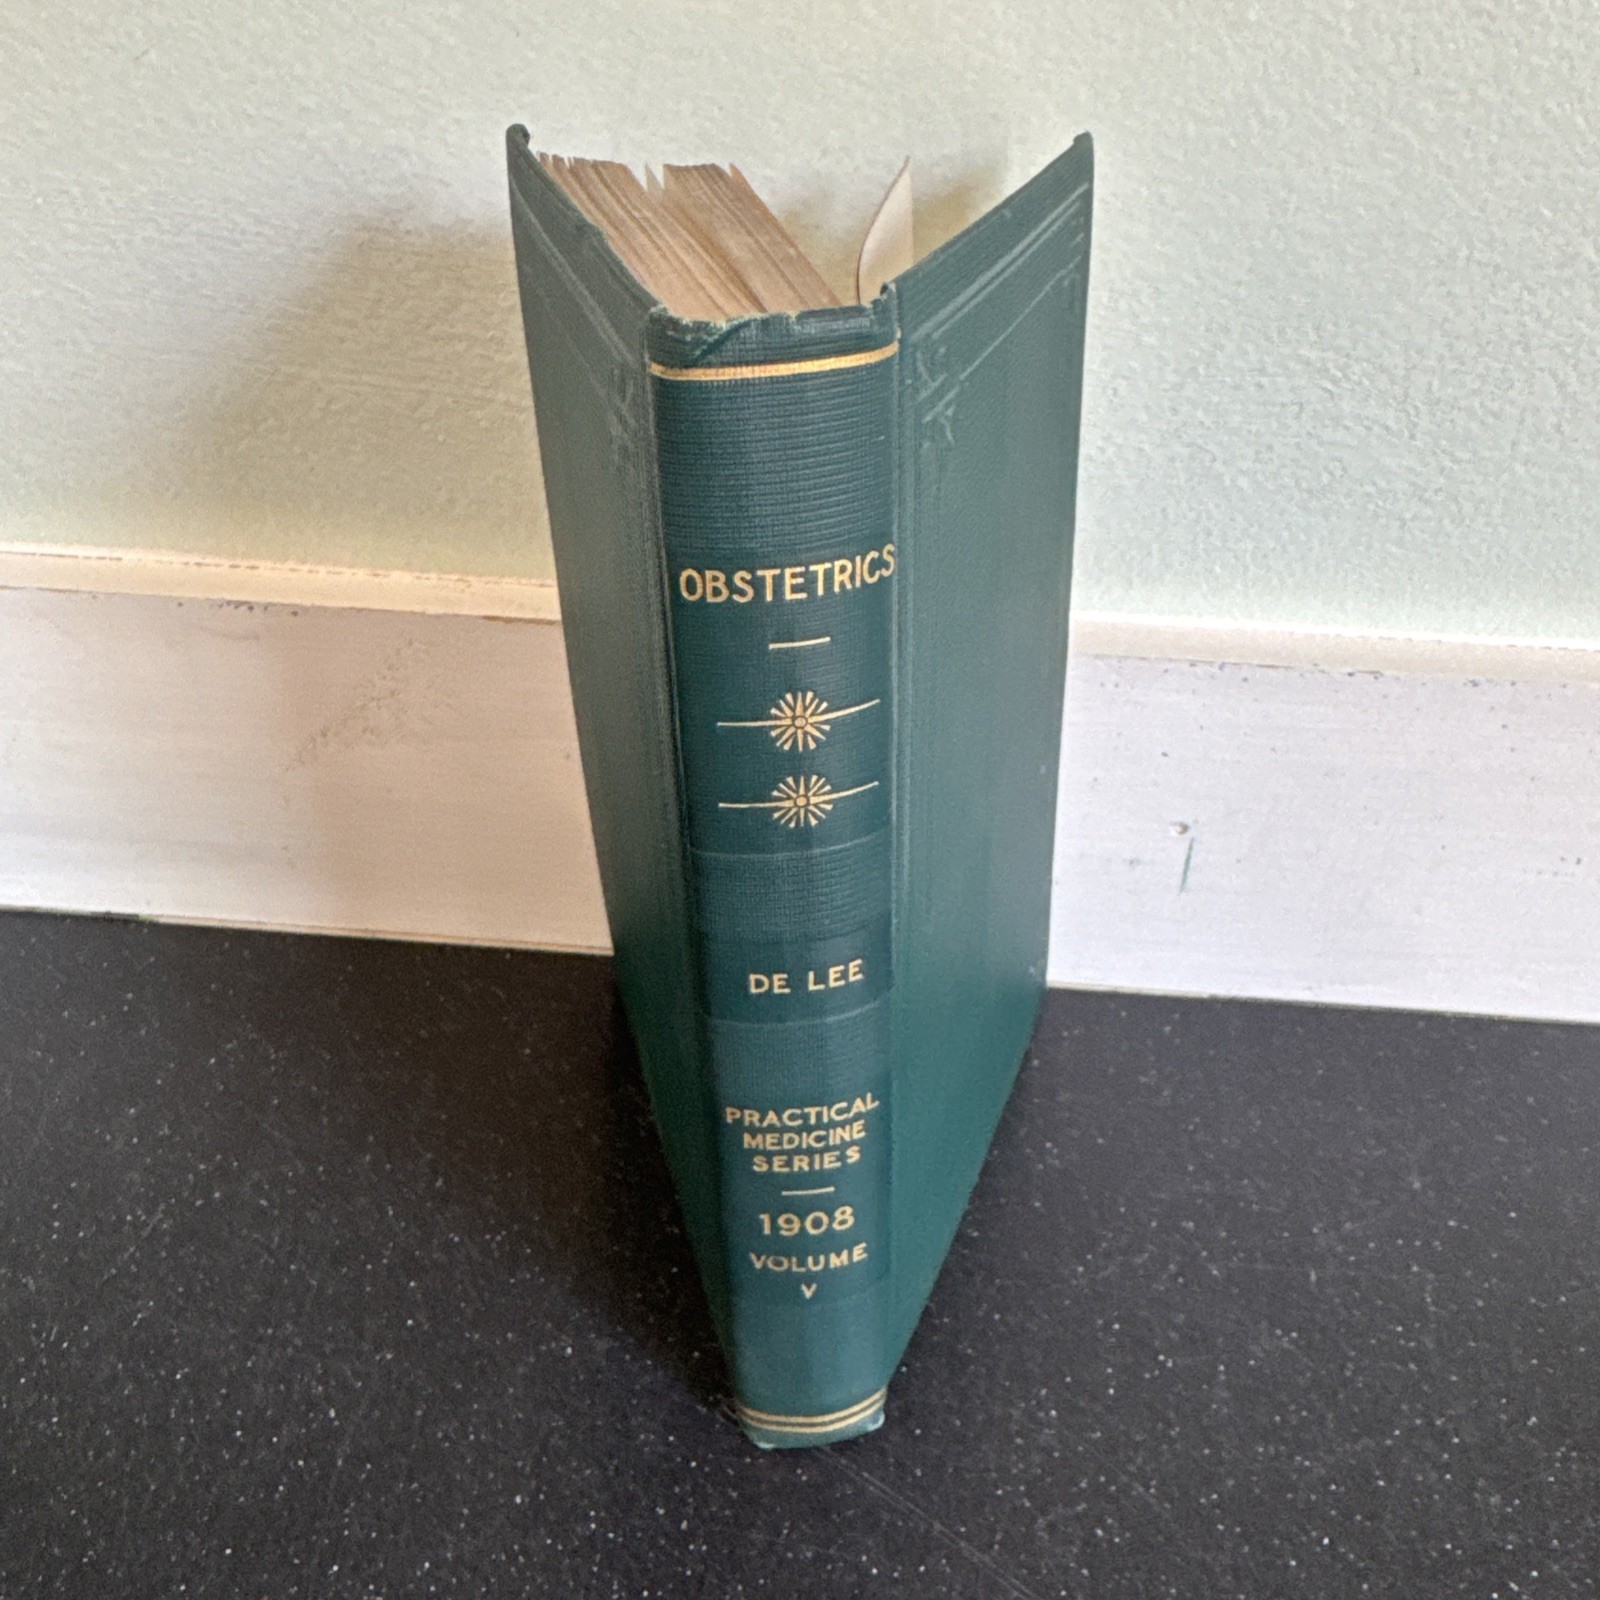 OBSTETRICS
DE LEE
PRACTICAL
MEDICINE
SERIES
1908
VOLUME
V